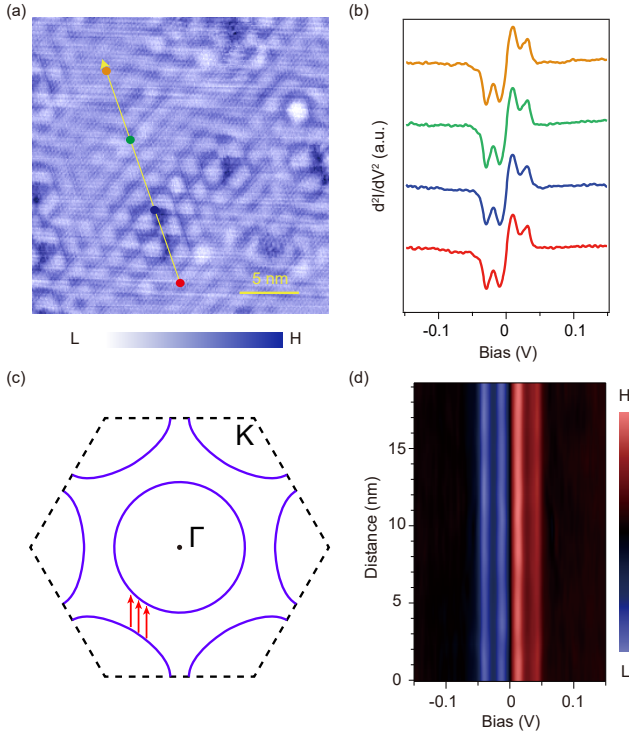 (a)
5 nm
L H
(b)
d²I/dV² (a.u.)
-0.1 0 0.1
Bias (V)
(c)
K
Γ
(d)
H
L
15
10
5
0
Distance (nm)
-0.1 0 0.1
Bias (V)